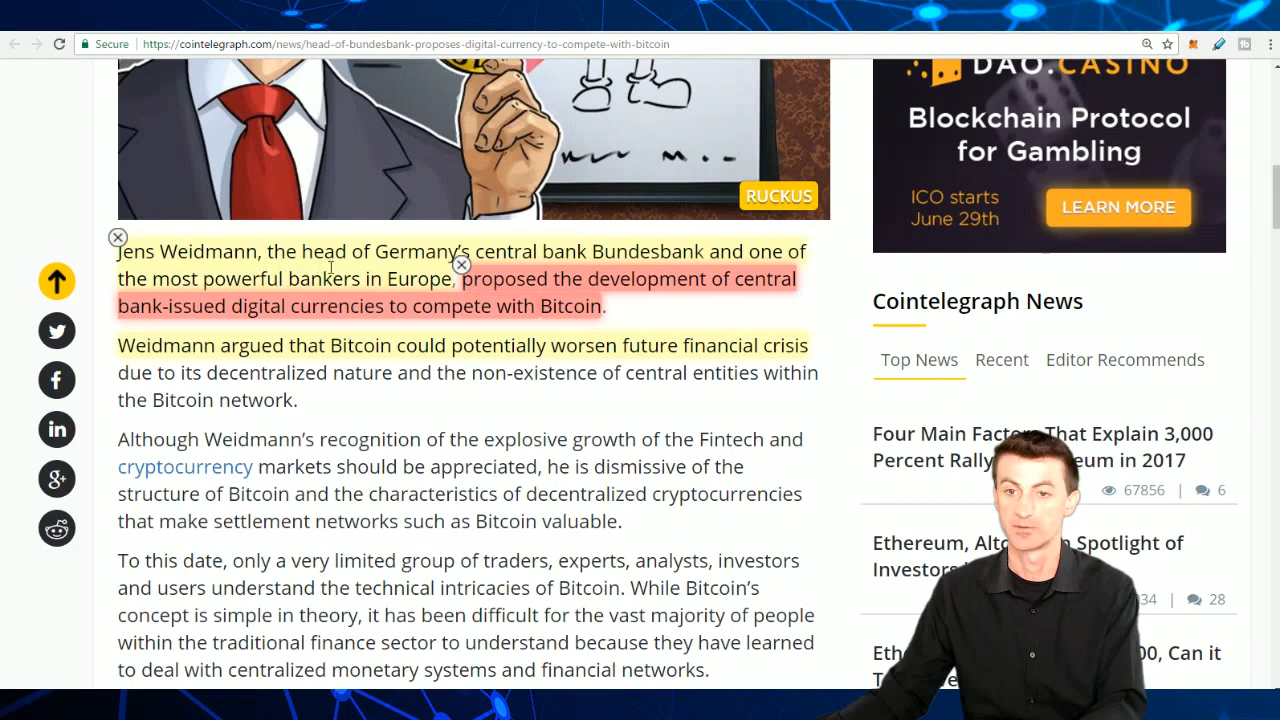 Secure
https://cointelegraph.com/news/head-of-bundesbank-proposes-digital-currency-to-compete-with-bitcoin
RUCKUS
Jens Weidmann, the head of Germany's central bank Bundesbank and one of
the most powerful bankers in Europe, proposed the development of central
bank-issued digital currencies to compete with Bitcoin.
Weidmann argued that Bitcoin could potentially worsen future financial crisis
due to its decentralized nature and the non-existence of central entities within
the Bitcoin network.
Although Weidmann's recognition of the explosive growth of the Fintech and
cryptocurrency markets should be appreciated, he is dismissive of the
structure of Bitcoin and the characteristics of decentralized cryptocurrencies
that make settlement networks such as Bitcoin valuable.
To this date, only a very limited group of traders, experts, analysts, investors
and users understand the technical intricacies of Bitcoin. While Bitcoin's
concept is simple in theory, it has been difficult for the vast majority of people
within the traditional finance sector to understand because they have learned
to deal with centralized monetary systems and financial networks.
DAO.CASINO
Blockchain Protocol
for Gambling
ICO starts
June 29th
LEARN MORE
Cointelegraph News
Top News Recent Editor Recommends
Four Main That Explain 3,000
Percent Rally in 2017
67856 | 6
Ethereum, Spotlight of
Investors
34 | 28
Can it